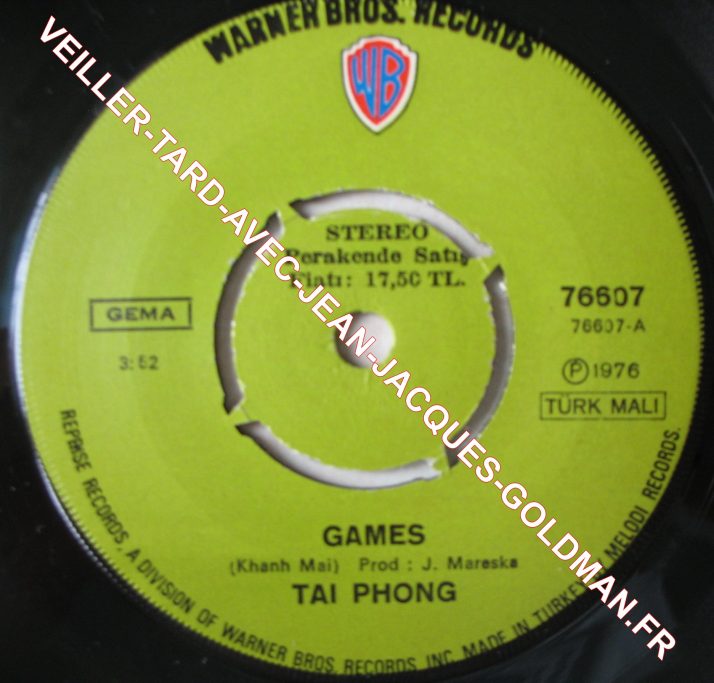 WARNER BROS. RECORDS
WB
STEREO
Perakende Satış
Fiatı: 17,50 TL.
GEMA
3:52
76607
76607-A
Ⓟ 1976
TÜRK MALI
GAMES
(Khanh Mai) Prod : J. Mareska
TAI PHONG
REPRISE RECORDS, A DIVISION OF WARNER BROS. RECORDS INC. MADE IN TURKEY MELODI RECORDS.
VEILLER-TARD-AVEC-JEAN-JACQUES-GOLDMAN.FR